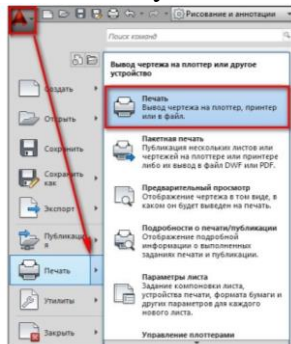 Рисование и аннотации
Поиск команд
Вывод чертежа на плоттер или другое
устройство
Создать
Печать
Вывод чертежа на плоттер, принтер
или в файл.
Открыть
Пакетная печать
Публикация нескольких листов или
чертежей на плоттере или принтере
либо их вывод в файл DWF или PDF.
Сохранить
Сохранить
как
Предварительный просмотр
Отображение чертежа в том виде, в
каком он будет выведен на печать.
Экспорт
Публикаци
я
Подробности о печати/публикации
Отображение подробной
информации о выполненных
заданиях печати и публикации.
Печать
Параметры листа
Задание компоновки листа,
устройства печати, формата бумаги и
других параметров для каждого
нового листа.
Утилиты
Закрыть
Управление плоттерами